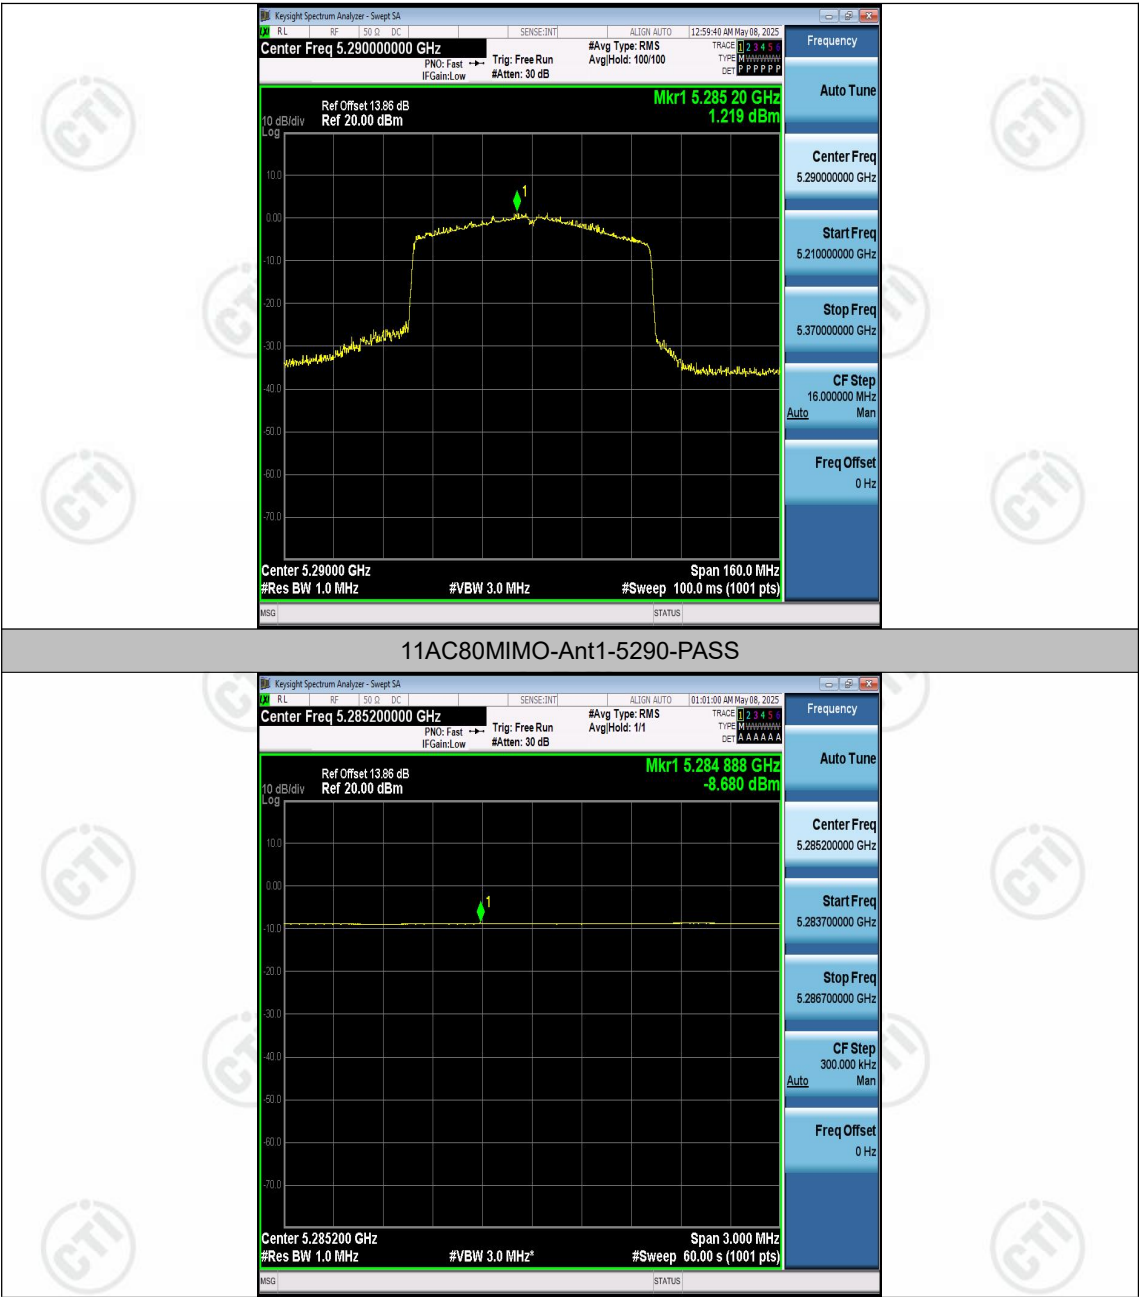 Keysight Spectrum Analyzer - Swept SA
RL RF 50 Ω DC SENSE:INT ALIGN AUTO 12:59:40 AM May 08, 2025
Center Freq 5.290000000 GHz
PNO: Fast
IFGain:Low
Trig: Free Run
#Atten: 30 dB
#Avg Type: RMS
Avg|Hold: 100/100
TRACE 1 2 3 4 5 6
TYPE M WWWWW
DET P P P P P P
Frequency
Mkr1 5.285 20 GHz
1.219 dBm
Ref Offset 13.86 dB
10 dB/div Ref 20.00 dBm
Log
10.0
0.00
-10.0
-20.0
-30.0
-40.0
-50.0
-60.0
-70.0
1
Auto Tune
Center Freq
5.290000000 GHz
Start Freq
5.210000000 GHz
Stop Freq
5.370000000 GHz
CF Step
16.000000 MHz
Auto Man
Freq Offset
0 Hz
Center 5.29000 GHz Span 160.0 MHz
#Res BW 1.0 MHz #VBW 3.0 MHz #Sweep 100.0 ms (1001 pts)
MSG STATUS
11AC80MIMO-Ant1-5290-PASS
Keysight Spectrum Analyzer - Swept SA
RL RF 50 Ω DC SENSE:INT ALIGN AUTO 01:01:00 AM May 08, 2025
Center Freq 5.285200000 GHz
PNO: Fast
IFGain:Low
Trig: Free Run
#Atten: 30 dB
#Avg Type: RMS
Avg|Hold: 1/1
TRACE 1 2 3 4 5 6
TYPE M WWWWW
DET A A A A A A
Frequency
Mkr1 5.284 888 GHz
-8.680 dBm
Ref Offset 13.86 dB
10 dB/div Ref 20.00 dBm
Log
10.0
0.00
-10.0
-20.0
-30.0
-40.0
-50.0
-60.0
-70.0
1
Auto Tune
Center Freq
5.285200000 GHz
Start Freq
5.283700000 GHz
Stop Freq
5.286700000 GHz
CF Step
300.000 kHz
Auto Man
Freq Offset
0 Hz
Center 5.285200 GHz Span 3.000 MHz
#Res BW 1.0 MHz #VBW 3.0 MHz* #Sweep 60.00 s (1001 pts)
MSG STATUS
CTI
CTI
CTI
CTI
CTI
CTI
CTI
CTI
CTI
CTI